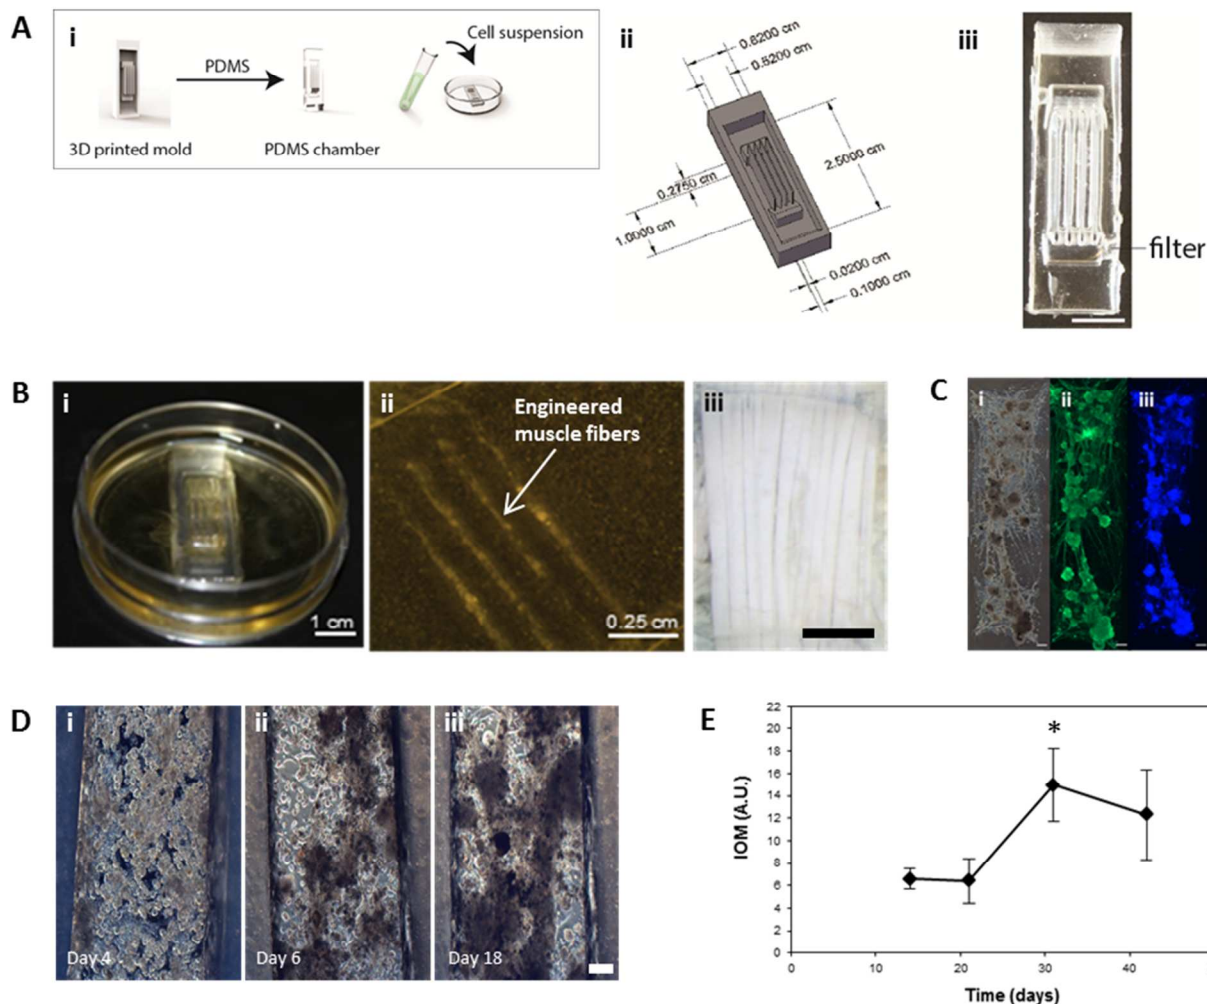 A
i
PDMS
Cell suspension
3D printed mold
PDMS chamber
ii
0.8200 cm
0.5200 cm
2.5000 cm
0.2750 cm
1.0000 cm
0.0200 cm
0.1000 cm
iii
filter
B
i
1 cm
ii
Engineered
muscle fibers
0.25 cm
iii
C
i
ii
iii
D
i
Day 4
ii
Day 6
iii
Day 18
E
*
22
20
18
16
14
12
10
8
6
4
2
0
IOM (A.U.)
0
10
20
30
40
Time (days)